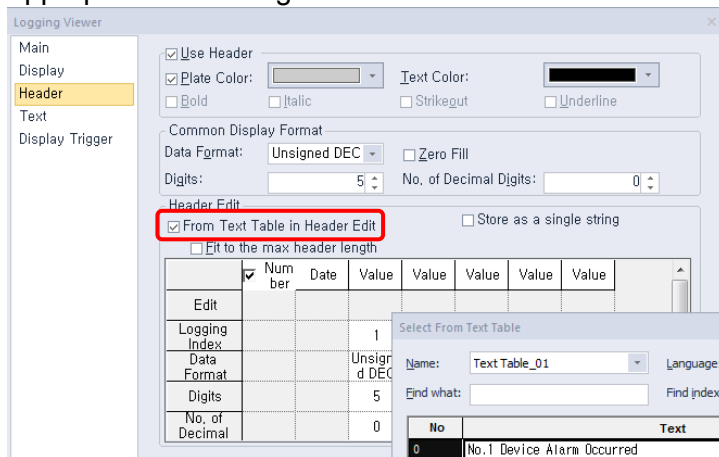 Logging Viewer
Main
Display
Header
Text
Display Trigger
Use Header
Plate Color:
Text Color:
Bold
Italic
Strikeout
Underline
Common Display Format
Data Format:
Unsigned DEC
Zero Fill
Digits:
5
No, of Decimal Digits:
0
Header Edit
From Text Table in Header Edit
Store as a single string
Fit to the max header length
Num
ber
Date
Value
Value
Value
Value
Value
Edit
Logging
Index
1
Data
Format
Unsign
d DEC
Digits
5
No, of
Decimal
0
Select From Text Table
Name:
Text Table_01
Language
Find what:
Find index
No
Text
0
No.1 Device Alarm Occurred